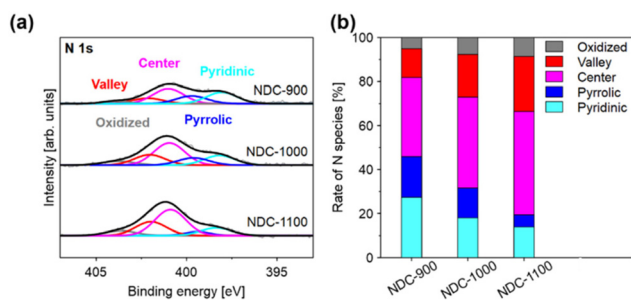 (a)
N 1s
Center
Valley
Pyridinic
NDC-900
Oxidized
Pyrrolic
NDC-1000
NDC-1100
Intensity [arb. units]
405
400
395
Binding energy [eV]
(b)
100
80
60
40
20
0
Rate of N species [%]
Oxidized
Valley
Center
Pyrrolic
Pyridinic
NDC-900
NDC-1000
NDC-1100